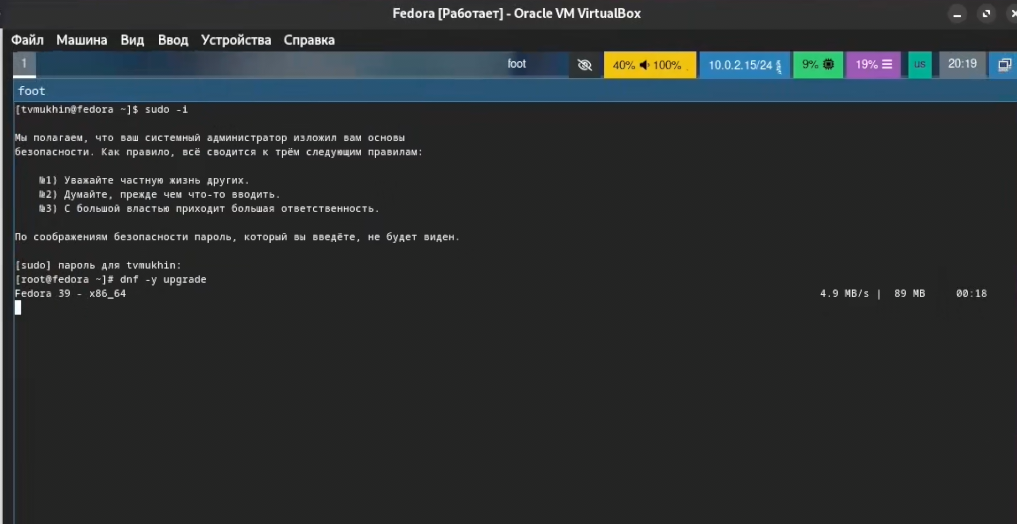 Fedora [Работает] - Oracle VM VirtualBox
Файл Машина Вид Ввод Устройства Справка
1 foot 40% 100% 10.0.2.15/24 9% 19% us 20:19
foot
[tvmukhin@fedora ~]$ sudo -i
Мы полагаем, что ваш системный администратор изложил вам основы
безопасности. Как правило, всё сводится к трём следующим правилам:
№1) Уважайте частную жизнь других.
№2) Думайте, прежде чем что-то вводить.
№3) С большой властью приходит большая ответственность.
По соображениям безопасности пароль, который вы введёте, не будет виден.
[sudo] пароль для tvmukhin:
[root@fedora ~]# dnf -y upgrade
Fedora 39 - x86_64 4.9 MB/s | 89 MB 00:18